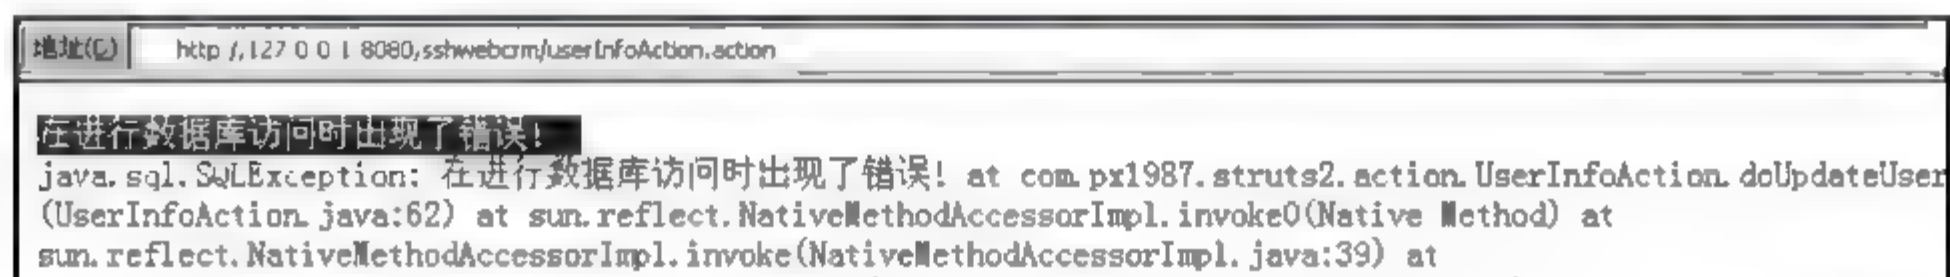 地址(D) http://127.0.0.1:8080/sshwebcrm/userInfoAction.action
在进行数据库访问时出现了错误!
java.sql.SQLException: 在进行数据库访问时出现了错误! at com.px1987.struts2.action.UserInfoAction.doUpdateUser
(UserInfoAction.java:62) at sun.reflect.NativeMethodAccessorImpl.invoke0(Native Method) at
sun.reflect.NativeMethodAccessorImpl.invoke(NativeMethodAccessorImpl.java:39) at